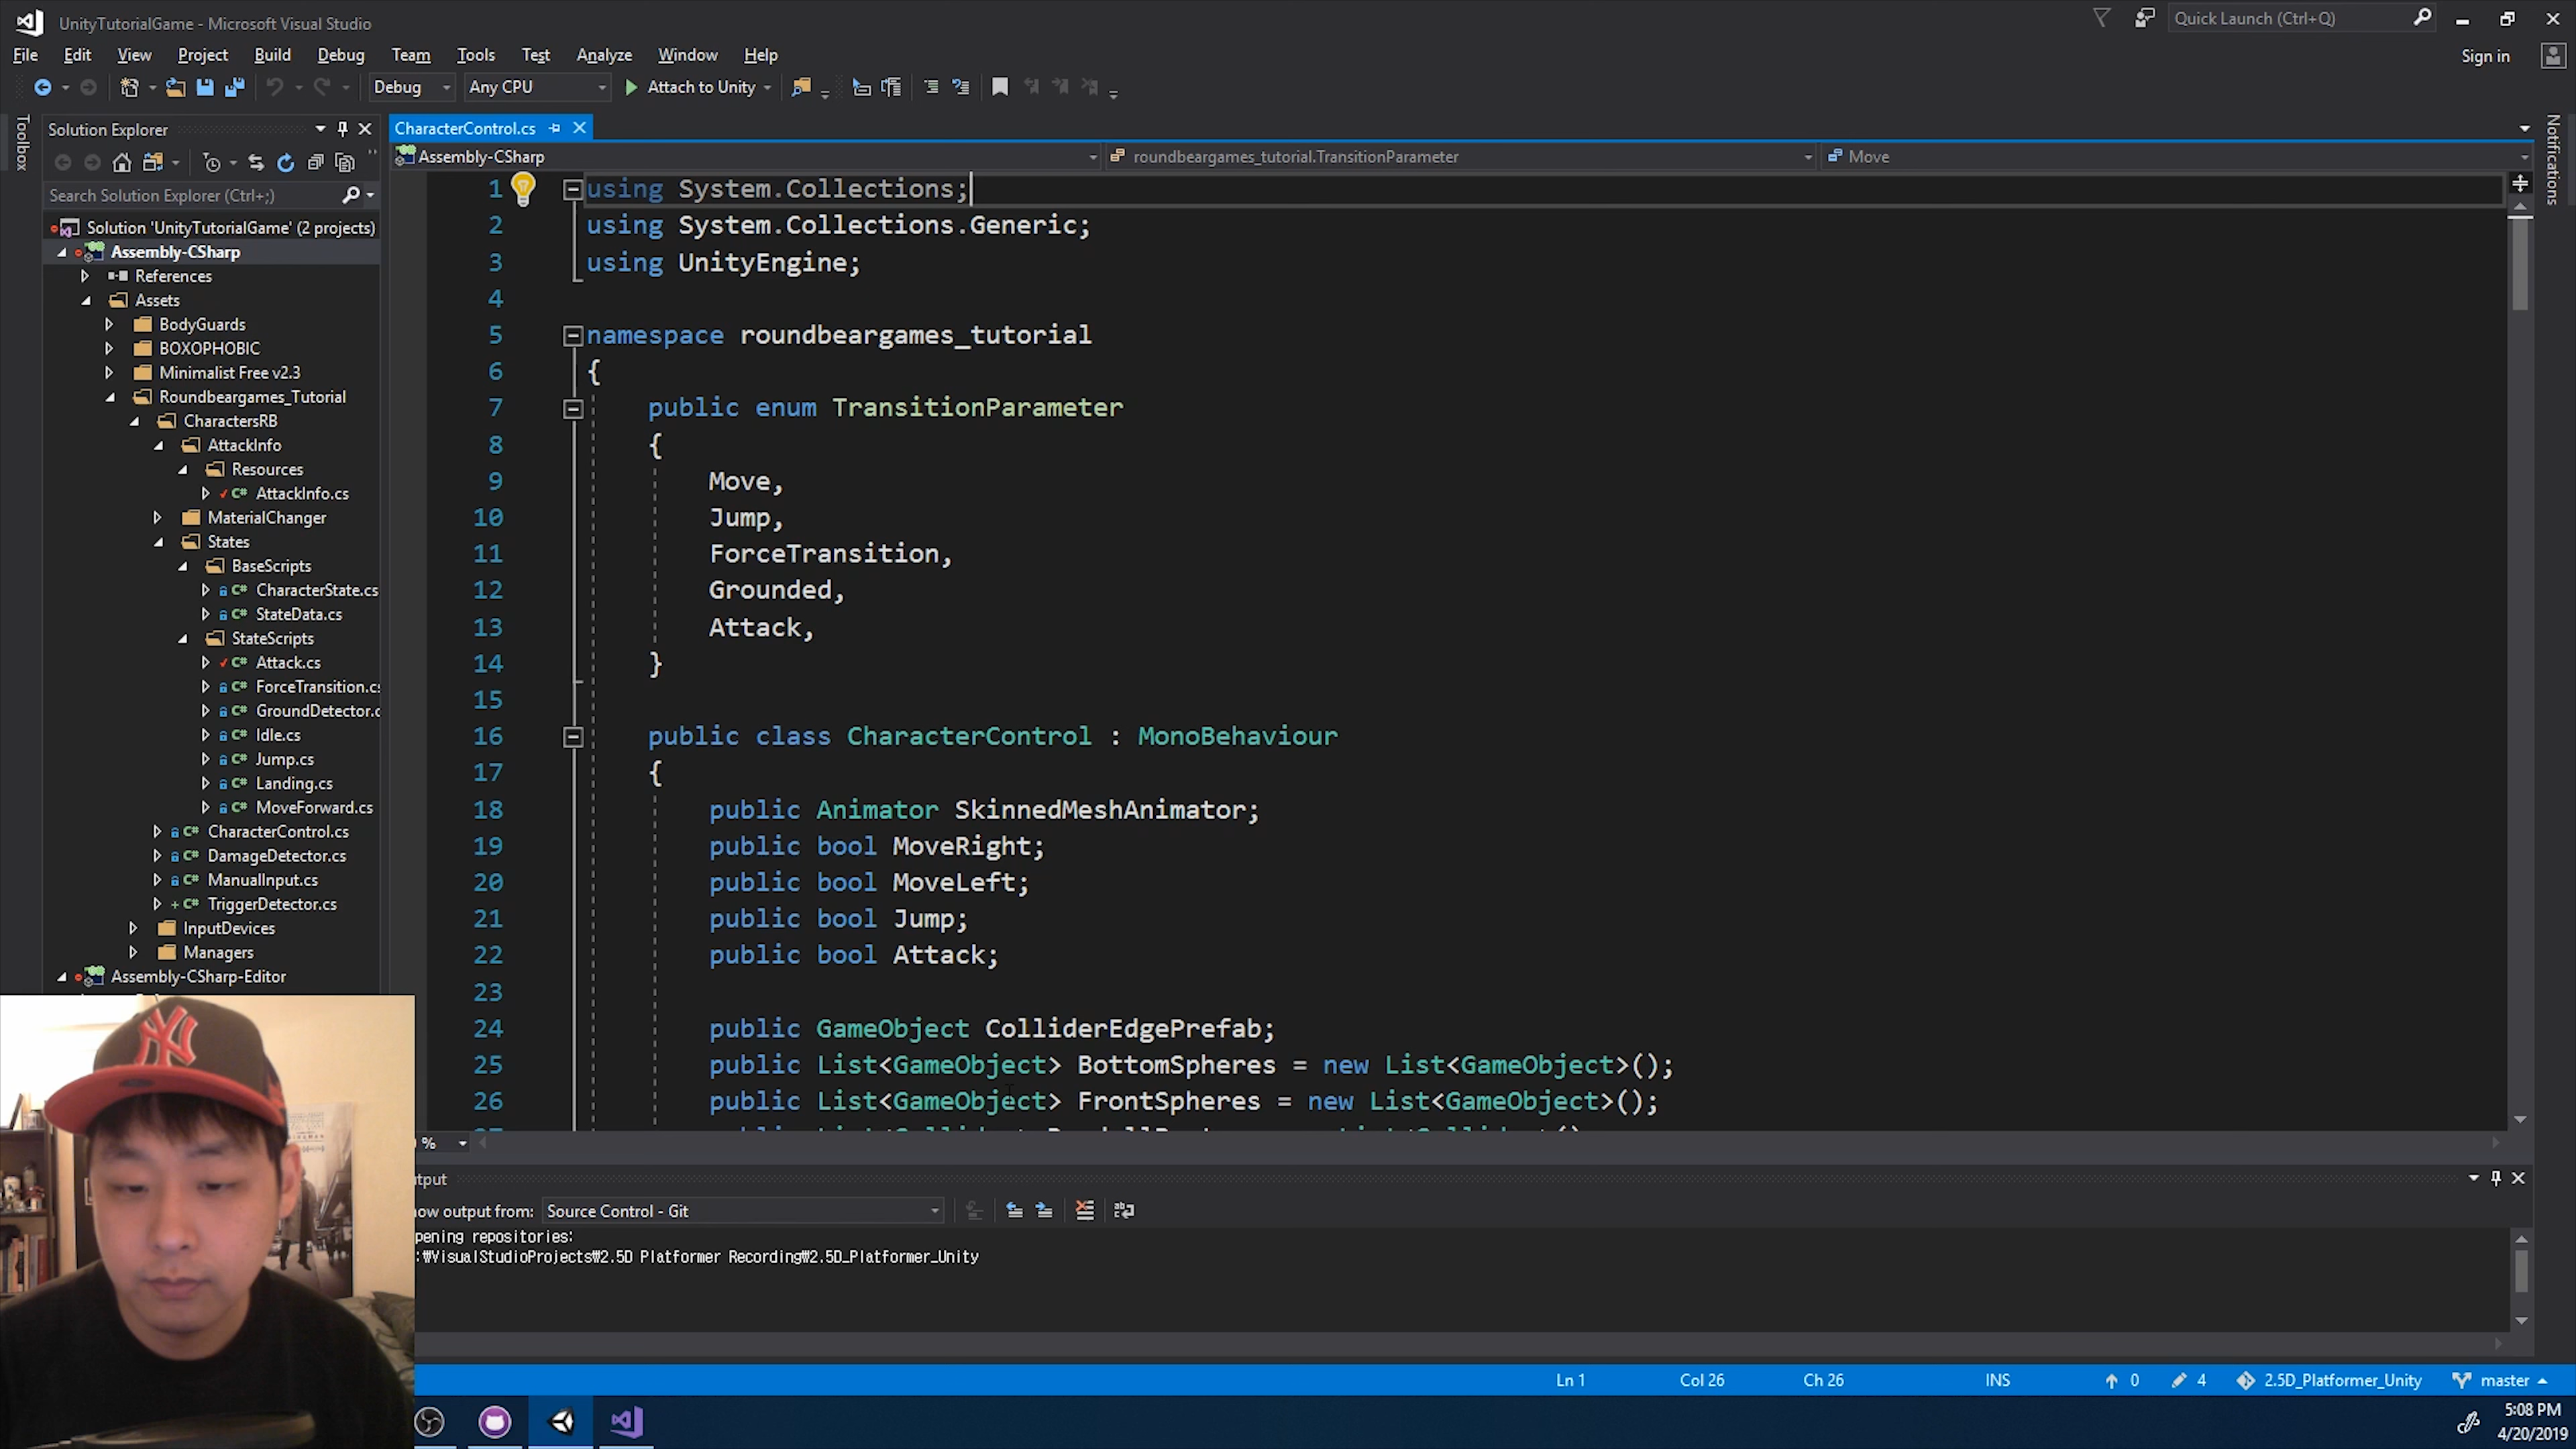 UnityTutorialGame - Microsoft Visual Studio
Quick Launch (Ctrl+Q)
File Edit View Project Build Debug Team Tools Test Analyze Window Help
Sign in
Debug Any CPU Attach to Unity
Toolbox
Solution Explorer
Search Solution Explorer (Ctrl+;)
Solution 'UnityTutorialGame' (2 projects)
Assembly-CSharp
References
Assets
BodyGuards
BOXOPHOBIC
Minimalist Free v2.3
Roundbeargames_Tutorial
CharactersRB
AttackInfo
Resources
AttackInfo.cs
MaterialChanger
States
BaseScripts
CharacterState.cs
StateData.cs
StateScripts
Attack.cs
ForceTransition.cs
GroundDetector.c
Idle.cs
Jump.cs
Landing.cs
MoveForward.cs
CharacterControl.cs
DamageDetector.cs
ManualInput.cs
TriggerDetector.cs
InputDevices
Managers
Assembly-CSharp-Editor
CharacterControl.cs
Assembly-CSharp roundbeargames_tutorial.TransitionParameter Move
1 using System.Collections;
2 using System.Collections.Generic;
3 using UnityEngine;
4
5 namespace roundbeargames_tutorial
6 {
7 public enum TransitionParameter
8 {
9 Move,
10 Jump,
11 ForceTransition,
12 Grounded,
13 Attack,
14 }
15
16 public class CharacterControl : MonoBehaviour
17 {
18 public Animator SkinnedMeshAnimator;
19 public bool MoveRight;
20 public bool MoveLeft;
21 public bool Jump;
22 public bool Attack;
23
24 public GameObject ColliderEdgePrefab;
25 public List<GameObject> BottomSpheres = new List<GameObject>();
26 public List<GameObject> FrontSpheres = new List<GameObject>();
%
Notifications
tput
ow output from: Source Control - Git
pening repositories:
:₩VisualStudioProjects₩2.5D Platformer Recording₩2.5D_Platformer_Unity
Ln 1 Col 26 Ch 26 INS 0 4 2.5D_Platformer_Unity master
5:08 PM
4/20/2019
NY